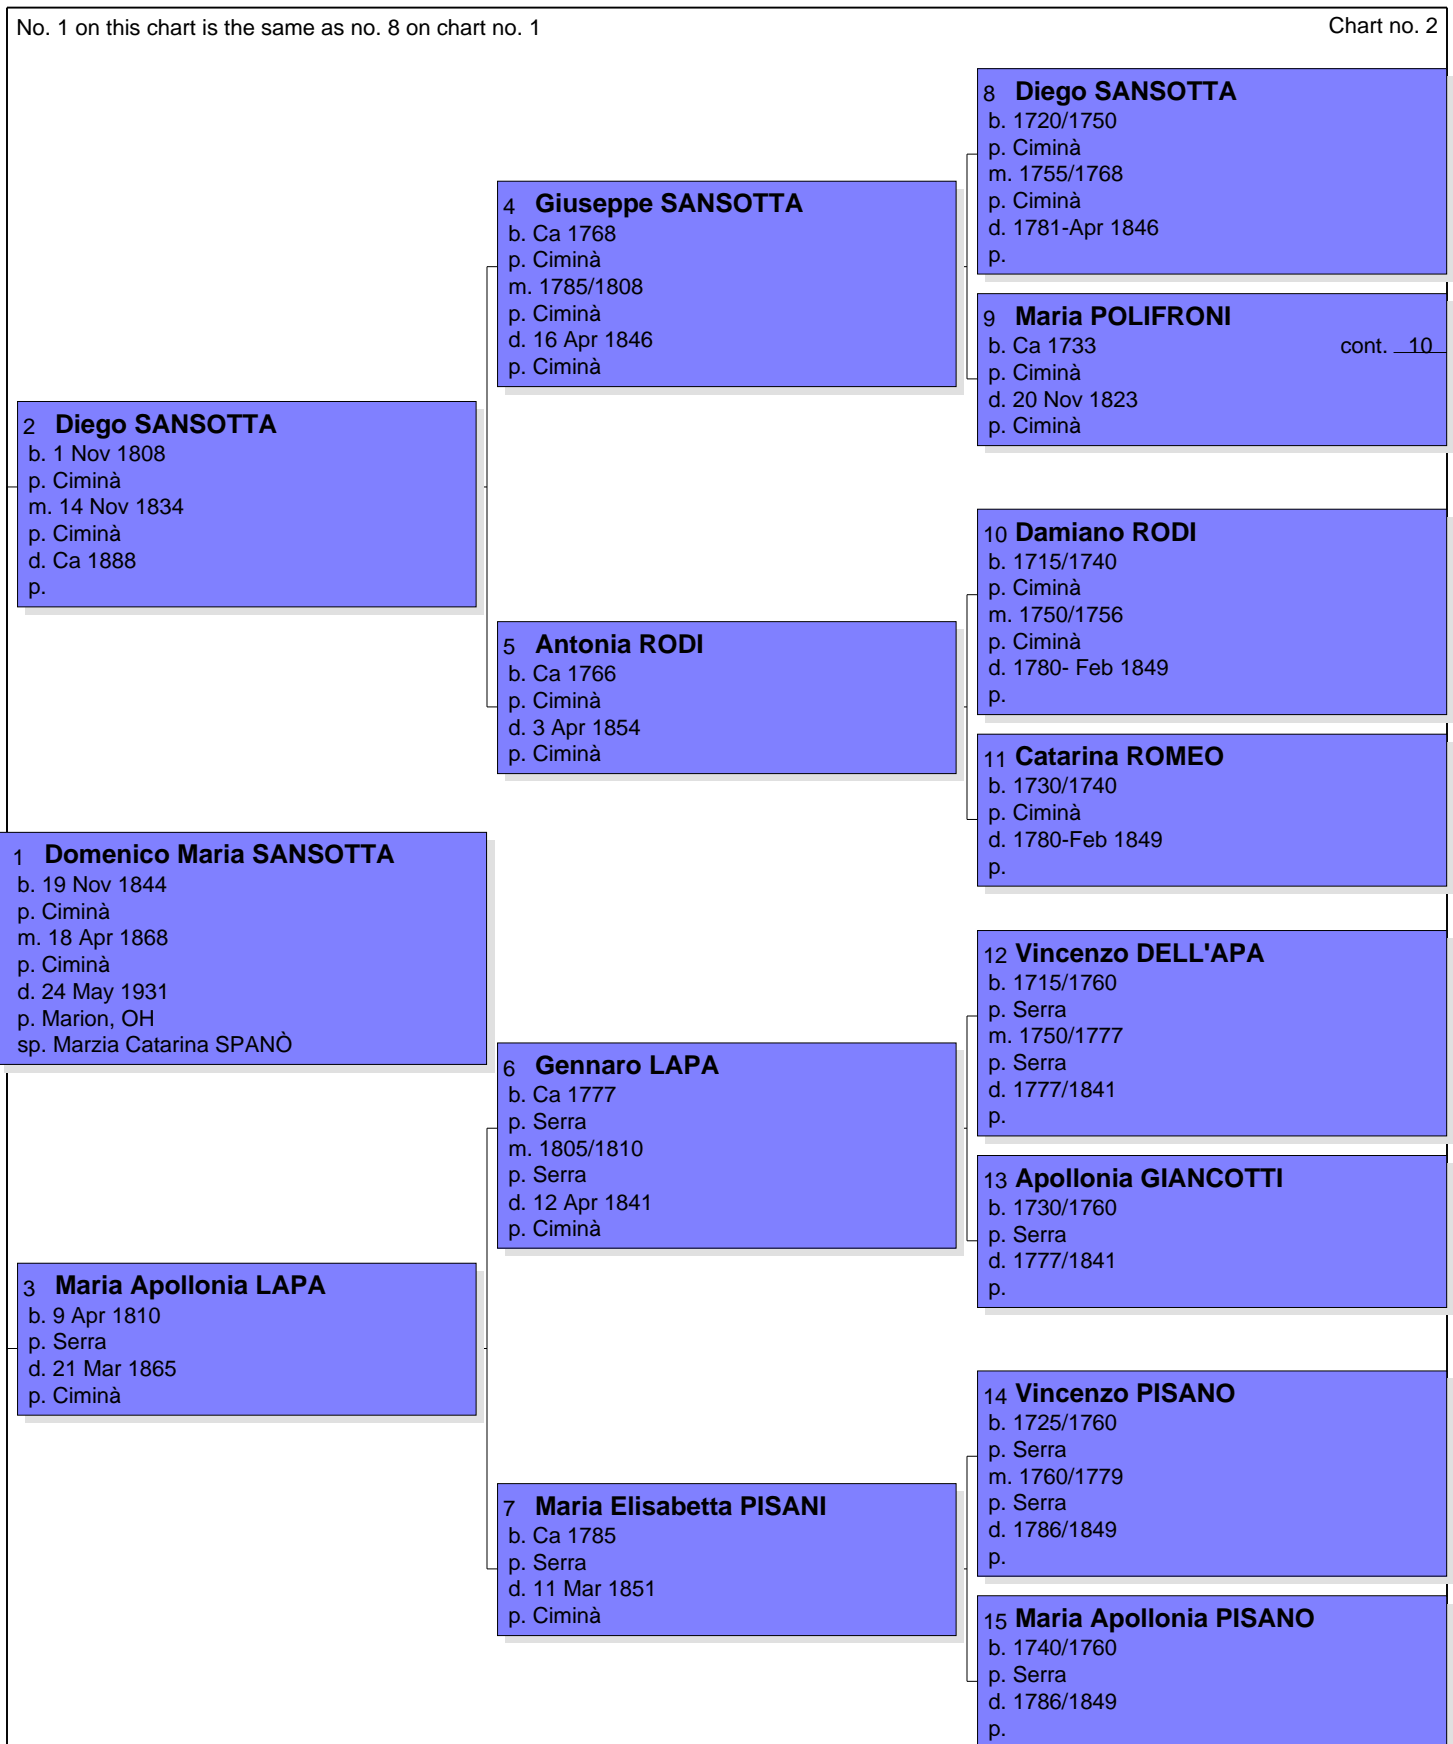 No. 1 on this chart is the same as no. 8 on chart no. 1
Chart no. 2
8 Diego SANSOTTA
b. 1720/1750
p. Ciminà
m. 1755/1768
p. Ciminà
d. 1781-Apr 1846
p.
4 Giuseppe SANSOTTA
b. Ca 1768
p. Ciminà
m. 1785/1808
p. Ciminà
d. 16 Apr 1846
p. Ciminà
9 Maria POLIFRONI
b. Ca 1733 cont. 10
p. Ciminà
d. 20 Nov 1823
p. Ciminà
2 Diego SANSOTTA
b. 1 Nov 1808
p. Ciminà
m. 14 Nov 1834
p. Ciminà
d. Ca 1888
p.
10 Damiano RODI
b. 1715/1740
p. Ciminà
m. 1750/1756
p. Ciminà
d. 1780- Feb 1849
p.
5 Antonia RODI
b. Ca 1766
p. Ciminà
d. 3 Apr 1854
p. Ciminà
11 Catarina ROMEO
b. 1730/1740
p. Ciminà
d. 1780-Feb 1849
p.
1 Domenico Maria SANSOTTA
b. 19 Nov 1844
p. Ciminà
m. 18 Apr 1868
p. Ciminà
d. 24 May 1931
p. Marion, OH
sp. Marzia Catarina SPANÒ
12 Vincenzo DELL'APA
b. 1715/1760
p. Serra
m. 1750/1777
p. Serra
d. 1777/1841
p.
6 Gennaro LAPA
b. Ca 1777
p. Serra
m. 1805/1810
p. Serra
d. 12 Apr 1841
p. Ciminà
13 Apollonia GIANCOTTI
b. 1730/1760
p. Serra
d. 1777/1841
p.
3 Maria Apollonia LAPA
b. 9 Apr 1810
p. Serra
d. 21 Mar 1865
p. Ciminà
14 Vincenzo PISANO
b. 1725/1760
p. Serra
m. 1760/1779
p. Serra
d. 1786/1849
p.
7 Maria Elisabetta PISANI
b. Ca 1785
p. Serra
d. 11 Mar 1851
p. Ciminà
15 Maria Apollonia PISANO
b. 1740/1760
p. Serra
d. 1786/1849
p.